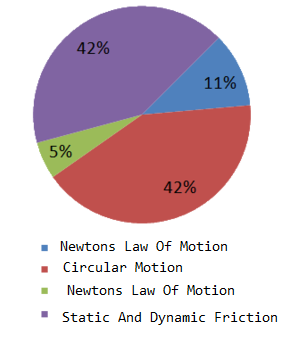 42%
11%
5%
42%
Newtons Law Of Motion
Circular Motion
Newtons Law Of Motion
Static And Dynamic Friction